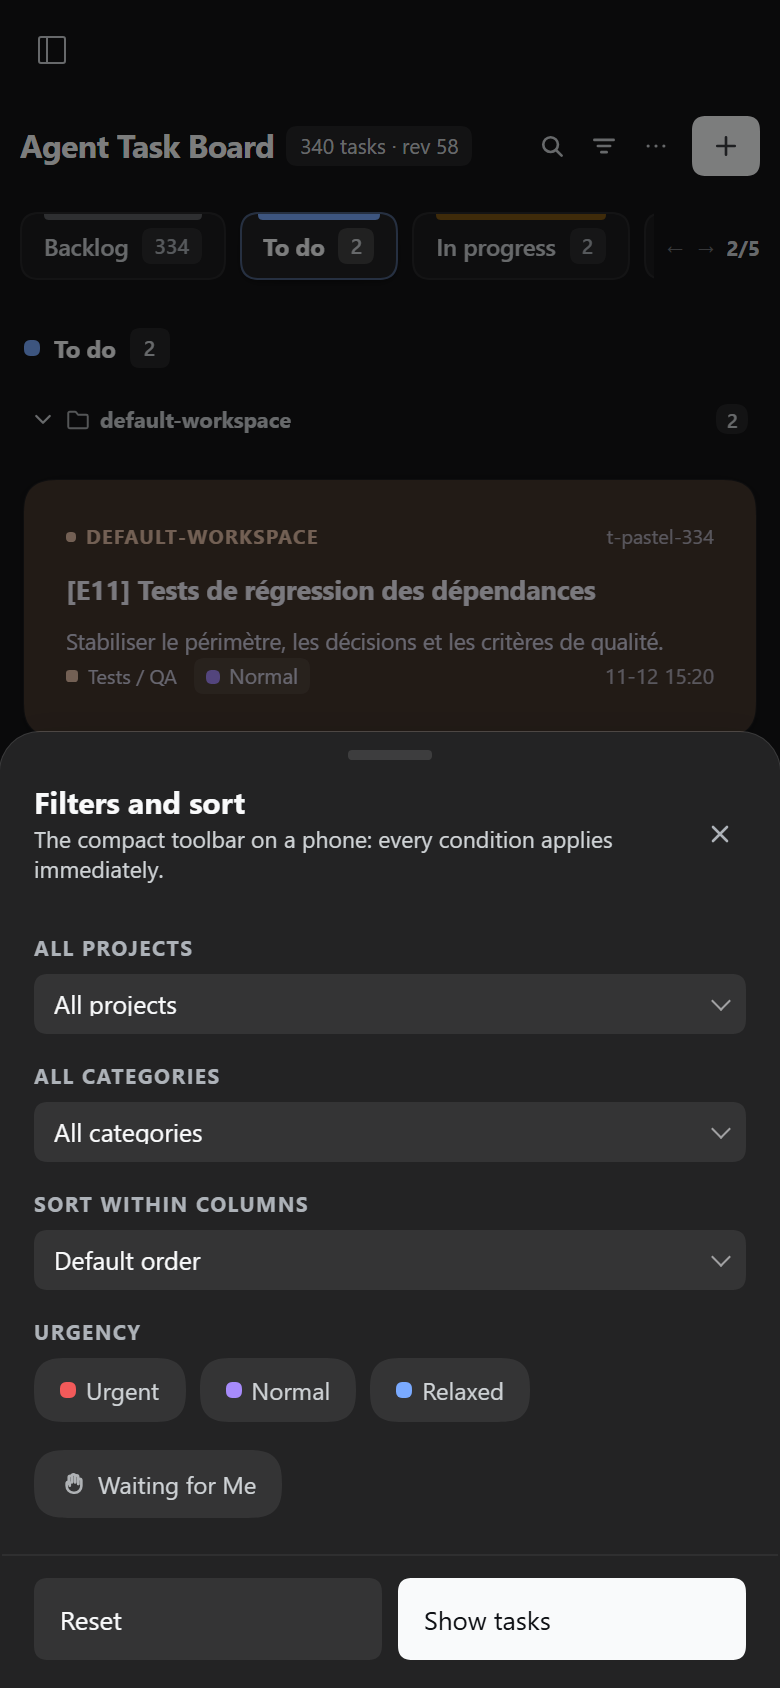 Agent Task Board 340 tasks · rev 58
Backlog 334 To do 2 In progress 2 ← → 2/5
To do 2
default-workspace 2
DEFAULT-WORKSPACE t-pastel-334
[E11] Tests de régression des dépendances
Stabiliser le périmètre, les décisions et les critères de qualité.
Tests / QA Normal 11-12 15:20
Filters and sort
The compact toolbar on a phone: every condition applies
immediately.
ALL PROJECTS
All projects
ALL CATEGORIES
All categories
SORT WITHIN COLUMNS
Default order
URGENCY
Urgent Normal Relaxed
Waiting for Me
Reset Show tasks